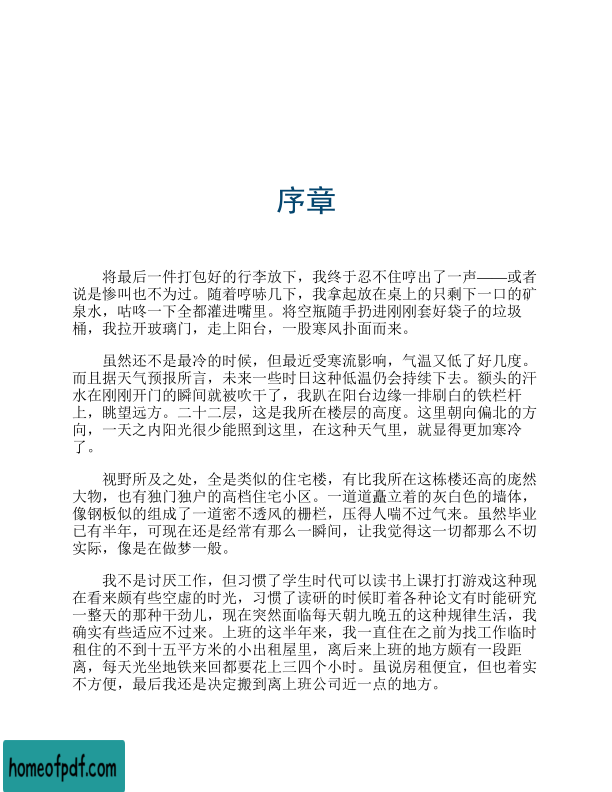 序章
将最后一件打包好的行李放下，我终于忍不住哼出了一声——或者
说是惨叫也不为过。随着哼哧几下，我拿起放在桌上的只剩下一口的矿
泉水，咕咚一下全都灌进嘴里。将空瓶随手扔进刚刚套好袋子的垃圾
桶，我拉开玻璃门，走上阳台，一股寒风扑面而来。
虽然还不是最冷的时候，但最近受寒流影响，气温又低了好几度。
而且据天气预报所言，未来一些时日这种低温仍会持续下去。额头的汗
水在刚刚开门的瞬间就被吹干了，我趴在阳台边缘一排刷白的铁栏杆
上，眺望远方。二十二层，这是我所在楼层的高度。这里朝向偏北的方
向，一天之内阳光很少能照到这里，在这种天气里，就显得更加寒冷
了。
视野所及之处，全是类似的住宅楼，有比我所在这栋楼还高的庞然
大物，也有独门独户的高档住宅小区。一道道矗立着的灰白色的墙体，
像钢板似的组成了一道密不透风的栅栏，压得人喘不过气来。虽然毕业
已有半年，可现在还是经常有那么一瞬间，让我觉得这一切都那么不切
实际，像是在做梦一般。
我不是讨厌工作，但习惯了学生时代可以读书上课打打游戏这种现
在看来颇有些空虚的时光，习惯了读研的时候盯着各种论文有时能研究
一整天的那种干劲儿，现在突然面临每天朝九晚五的这种规律生活，我
确实有些适应不过来。上班的这半年来，我一直住在之前为找工作临时
租住的不到十五平方米的小出租屋里，离后来上班的地方颇有一段距
离，每天光坐地铁来回都要花上三四个小时。虽说房租便宜，但也着实
不方便，最后我还是决定搬到离上班公司近一点的地方。
homeofpdf.com